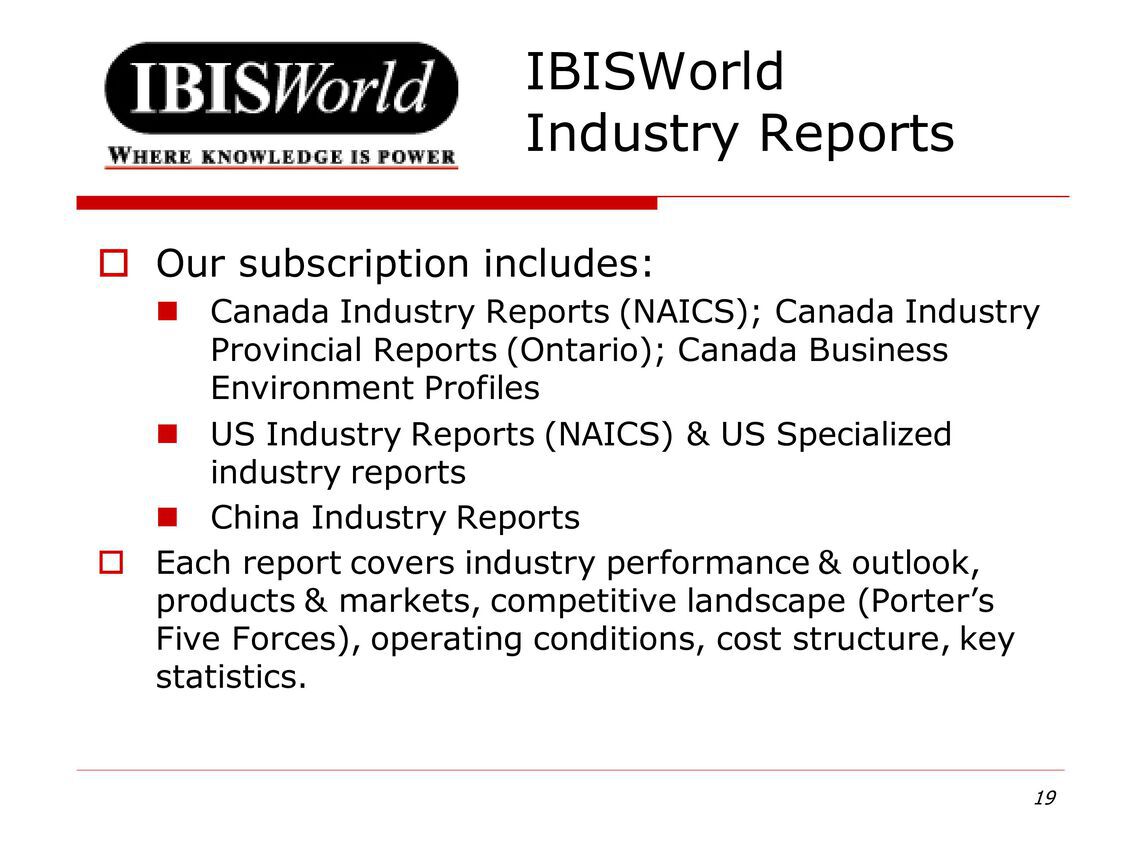 IBISWorld
WHERE KNOWLEDGE IS POWER
IBISWorld
Industry Reports
Our subscription includes:
Canada Industry Reports (NAICS); Canada Industry
Provincial Reports (Ontario); Canada Business
Environment Profiles
US Industry Reports (NAICS) & US Specialized
industry reports
China Industry Reports
Each report covers industry performance & outlook,
products & markets, competitive landscape (Porter’s
Five Forces), operating conditions, cost structure, key
statistics.
19